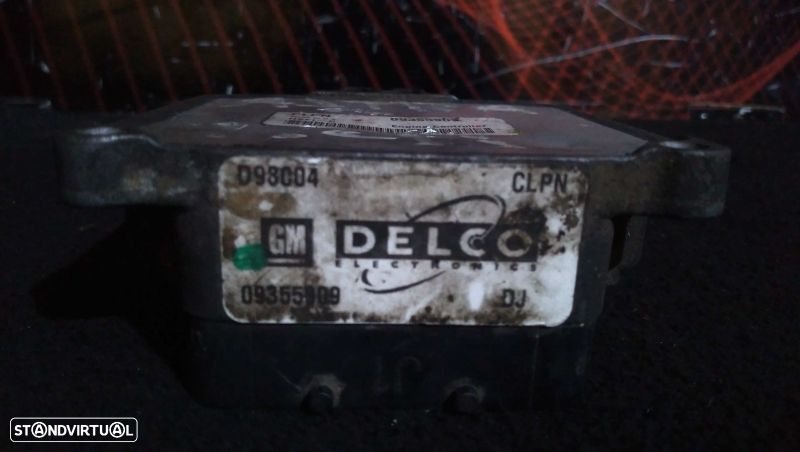 D98004 CLPN
GM DELCO
ELECTRONICS
09355909 DJ
STANDVIRTUAL